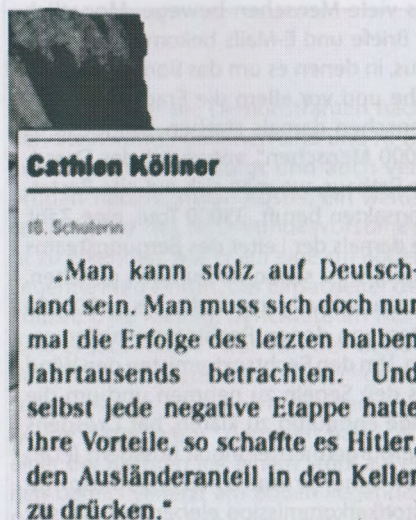 Cathleen Köllner
18, Schülerin
„Man kann stolz auf Deutsch-
land sein. Man muss sich doch nur
mal die Erfolge des letzten halben
Jahrtausends betrachten. Und
selbst jede negative Etappe hatte
ihre Vorteile, so schaffte es Hitler,
den Ausländeranteil in den Keller
zu drücken.“